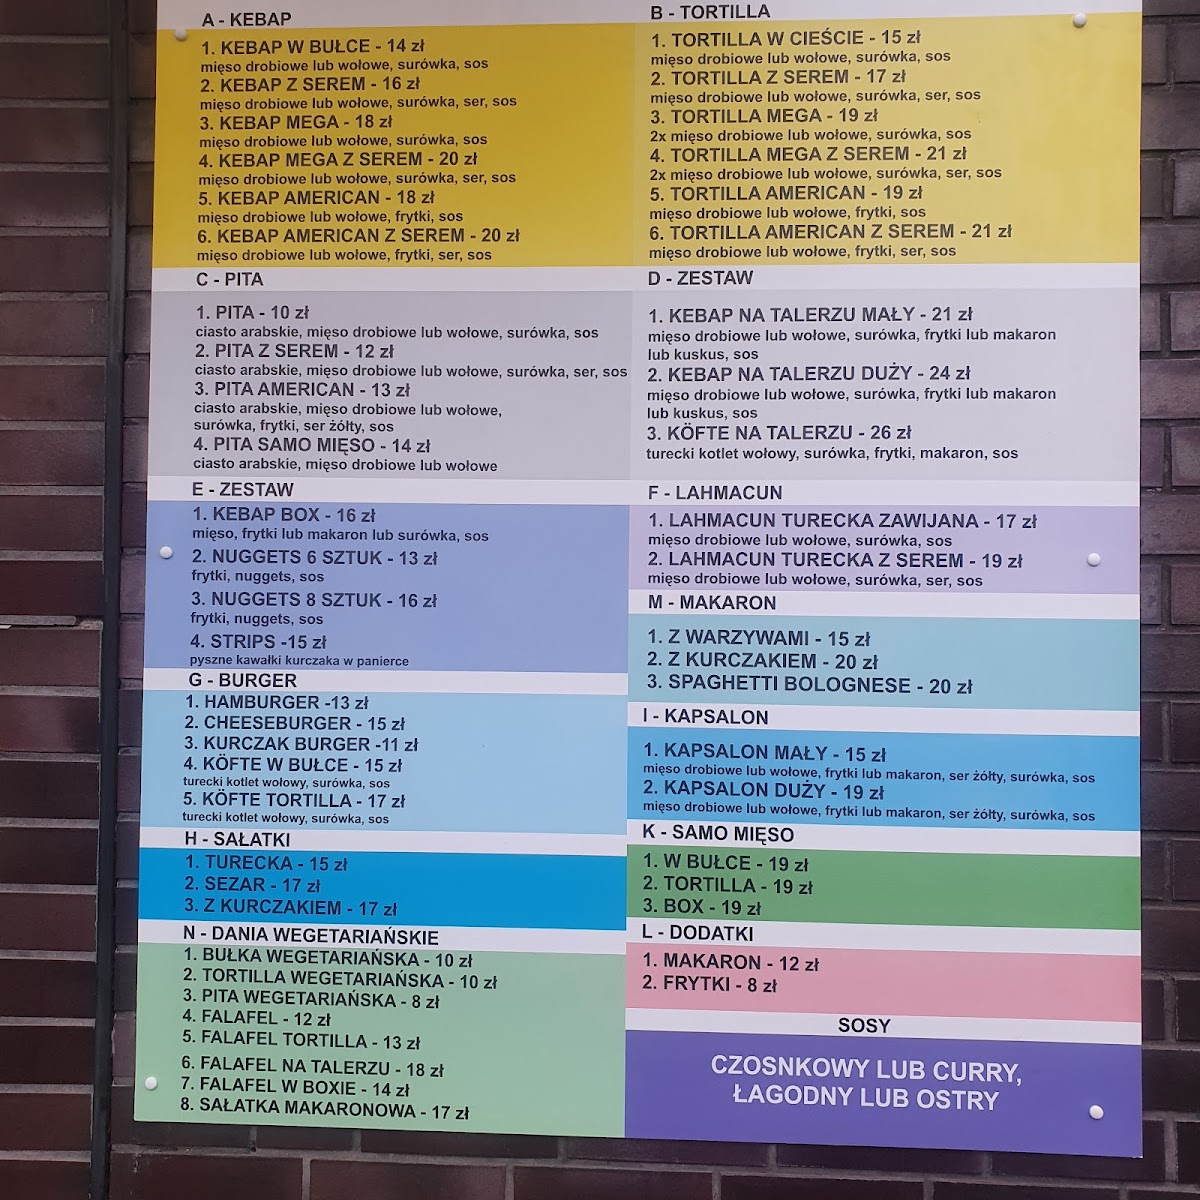 A - KEBAP
1. KEBAP W BUŁCE - 14 zł
mięso drobiowe lub wołowe, surówka, sos
2. KEBAP Z SEREM - 16 zł
mięso drobiowe lub wołowe, surówka, ser, sos
3. KEBAP MEGA - 18 zł
mięso drobiowe lub wołowe, surówka, sos
4. KEBAP MEGA Z SEREM - 20 zł
mięso drobiowe lub wołowe, surówka, ser, sos
5. KEBAP AMERICAN - 18 zł
mięso drobiowe lub wołowe, frytki, sos
6. KEBAP AMERICAN Z SEREM - 20 zł
mięso drobiowe lub wołowe, frytki, ser, sos
B - TORTILLA
1. TORTILLA W CIEŚCIE - 15 zł
mięso drobiowe lub wołowe, surówka, sos
2. TORTILLA Z SEREM - 17 zł
mięso drobiowe lub wołowe, surówka, ser, sos
3. TORTILLA MEGA - 19 zł
2x mięso drobiowe lub wołowe, surówka, sos
4. TORTILLA MEGA Z SEREM - 21 zł
2x mięso drobiowe lub wołowe, surówka, ser, sos
5. TORTILLA AMERICAN - 19 zł
mięso drobiowe lub wołowe, frytki, sos
6. TORTILLA AMERICAN Z SEREM - 21 zł
mięso drobiowe lub wołowe, frytki, ser, sos
C - PITA
1. PITA - 10 zł
ciasto arabskie, mięso drobiowe lub wołowe, surówka, sos
2. PITA Z SEREM - 12 zł
ciasto arabskie, mięso drobiowe lub wołowe, surówka, ser, sos
3. PITA AMERICAN - 13 zł
ciasto arabskie, mięso drobiowe lub wołowe,
surówka, frytki, ser żółty, sos
4. PITA SAMO MIĘSO - 14 zł
ciasto arabskie, mięso drobiowe lub wołowe
D - ZESTAW
1. KEBAP NA TALERZU MAŁY - 21 zł
mięso drobiowe lub wołowe, surówka, frytki lub makaron
lub kuskus, sos
2. KEBAP NA TALERZU DUŻY - 24 zł
mięso drobiowe lub wołowe, surówka, frytki lub makaron
lub kuskus, sos
3. KÖFTE NA TALERZU - 26 zł
turecki kotlet wołowy, surówka, frytki, makaron, sos
E - ZESTAW
1. KEBAP BOX - 16 zł
mięso, frytki lub makaron lub surówka, sos
2. NUGGETS 6 SZTUK - 13 zł
frytki, nuggets, sos
3. NUGGETS 8 SZTUK - 16 zł
frytki, nuggets, sos
4. STRIPS -15 zł
pyszne kawałki kurczaka w panierce
F - LAHMACUN
1. LAHMACUN TURECKA ZAWIJANA - 17 zł
mięso drobiowe lub wołowe, surówka, sos
2. LAHMACUN TURECKA Z SEREM - 19 zł
mięso drobiowe lub wołowe, surówka, ser, sos
M - MAKARON
1. Z WARZYWAMI - 15 zł
2. Z KURCZAKIEM - 20 zł
3. SPAGHETTI BOLOGNESE - 20 zł
G - BURGER
1. HAMBURGER -13 zł
2. CHEESEBURGER - 15 zł
3. KURCZAK BURGER -11 zł
4. KÖFTE W BUŁCE - 15 zł
turecki kotlet wołowy, surówka, sos
5. KÖFTE TORTILLA - 17 zł
turecki kotlet wołowy, surówka, sos
I - KAPSALON
1. KAPSALON MAŁY - 15 zł
mięso drobiowe lub wołowe, frytki lub makaron, ser żółty, surówka, sos
2. KAPSALON DUŻY - 19 zł
mięso drobiowe lub wołowe, frytki lub makaron, ser żółty, surówka, sos
H - SAŁATKI
1. TURECKA - 15 zł
2. SEZAR - 17 zł
3. Z KURCZAKIEM - 17 zł
K - SAMO MIĘSO
1. W BUŁCE - 19 zł
2. TORTILLA - 19 zł
3. BOX - 19 zł
N - DANIA WEGETARIAŃSKIE
1. BUŁKA WEGETARIAŃSKA - 10 zł
2. TORTILLA WEGETARIAŃSKA - 10 zł
3. PITA WEGETARIAŃSKA - 8 zł
4. FALAFEL - 12 zł
5. FALAFEL TORTILLA - 13 zł
6. FALAFEL NA TALERZU - 18 zł
7. FALAFEL W BOXIE - 14 zł
8. SAŁATKA MAKARONOWA - 17 zł
L - DODATKI
1. MAKARON - 12 zł
2. FRYTKI - 8 zł
SOSY
CZOSNKOWY LUB CURRY,
ŁAGODNY LUB OSTRY